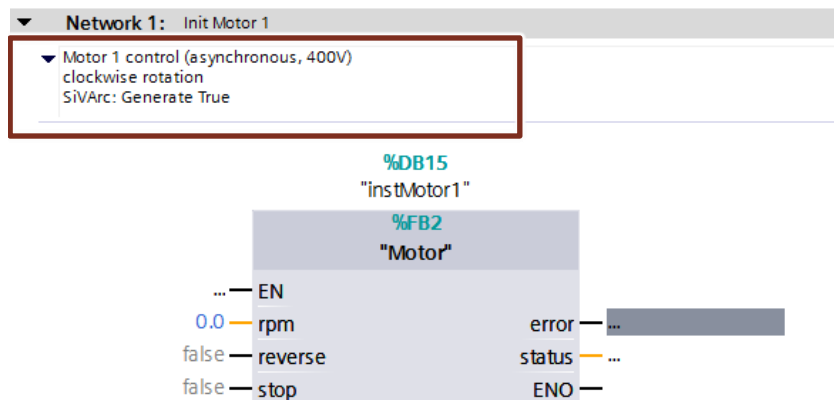 Network 1: Init Motor 1
Motor 1 control (asynchronous, 400V)
clockwise rotation
SiVArc: Generate True
%DB15
"instMotor1"
%FB2
"Motor"
... EN
0.0 rpm error ...
false reverse status ...
false stop ENO